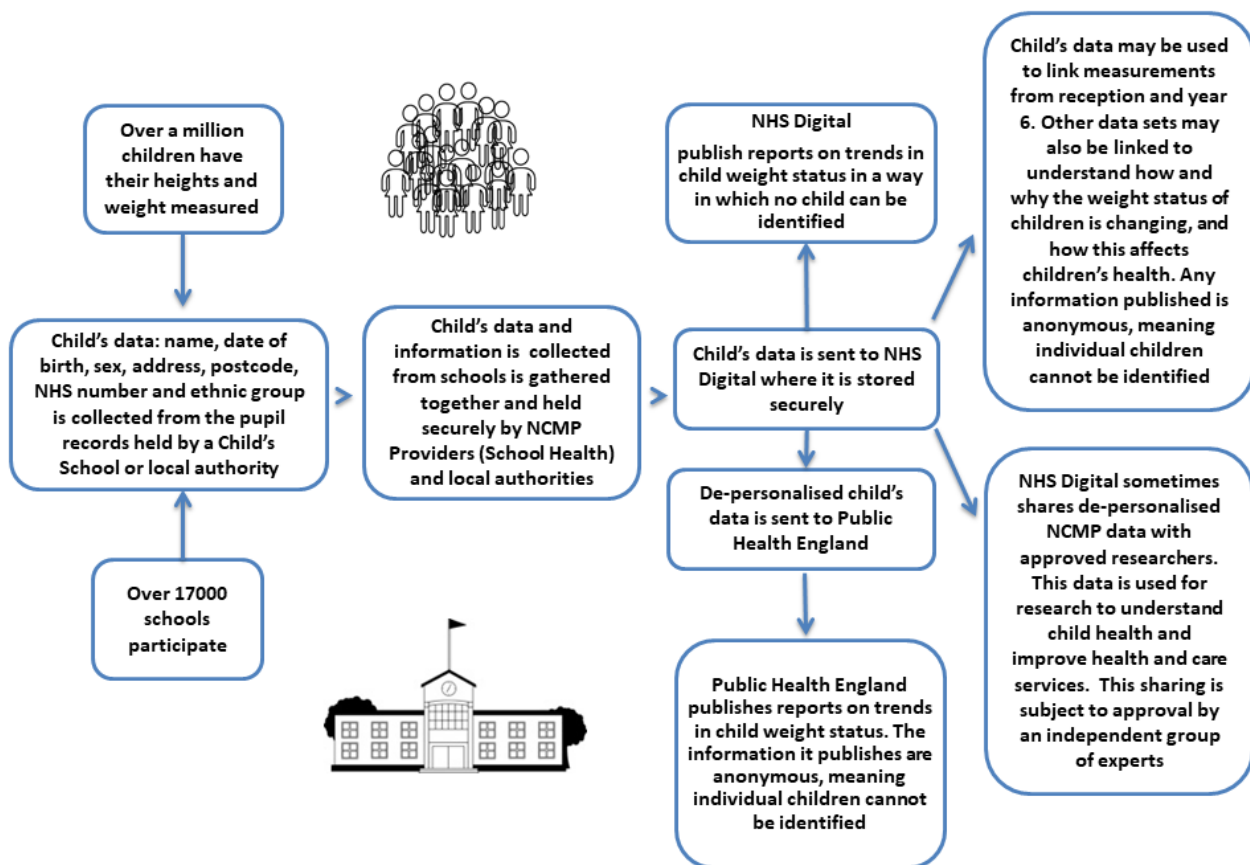 Over a million
children have
their heights and
weight measured
Child's data: name, date of
birth, sex, address, postcode,
NHS number and ethnic group
is collected from the pupil
records held by a Child's
School or local authority
Over 17000
schools
participate
Child's data and
information is  collected
from schools is gathered
together and held
securely by NCMP
Providers (School Health)
and local authorities
NHS Digital
publish reports on trends in
child weight status in a way
in which no child can be
identified
Child's data is sent to NHS
Digital where it is stored
securely
De-personalised child's
data is sent to Public
Health England
Public Health England
publishes reports on trends
in child weight status. The
information it publishes are
anonymous, meaning
individual children cannot
be identified
Child's data may be used
to link measurements
from reception and year
6. Other data sets may
also be linked to
understand how and
why the weight status of
children is changing, and
how this affects
children's health. Any
information published is
anonymous, meaning
individual children
cannot be identified
NHS Digital sometimes
shares de-personalised
NCMP data with
approved researchers.
This data is used for
research to understand
child health and
improve health and care
services.  This sharing is
subject to approval by
an independent group
of experts